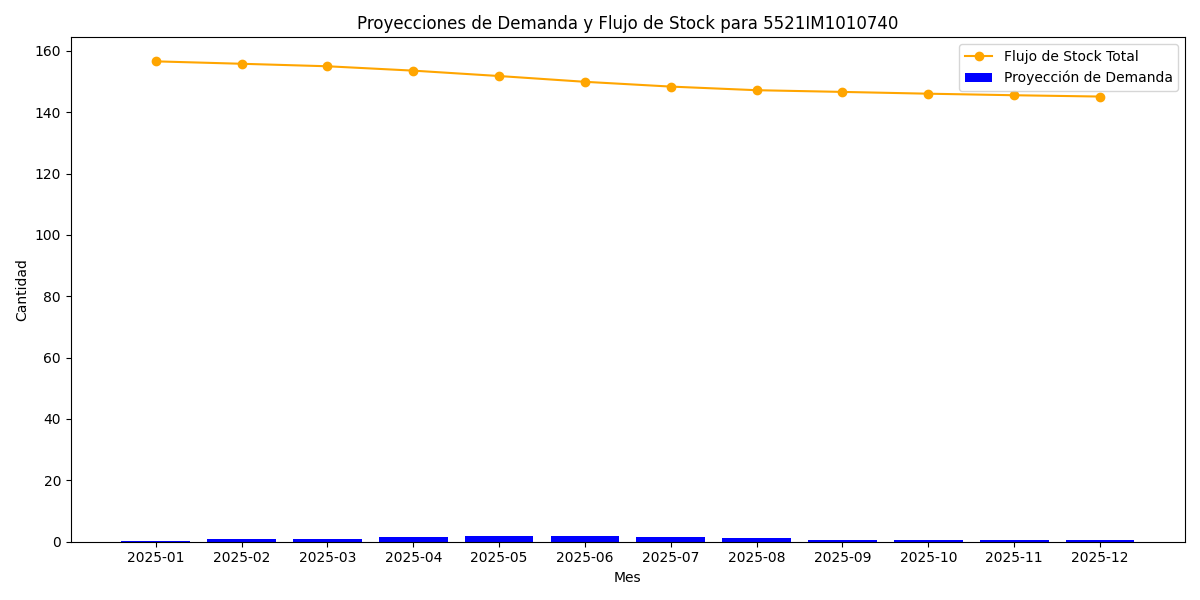 Proyecciones de Demanda y Flujo de Stock para 5521IM1010740
Flujo de Stock Total
Proyección de Demanda
Cantidad
160
140
120
100
80
60
40
20
0
2025-01 2025-02 2025-03 2025-04 2025-05 2025-06 2025-07 2025-08 2025-09 2025-10 2025-11 2025-12
Mes